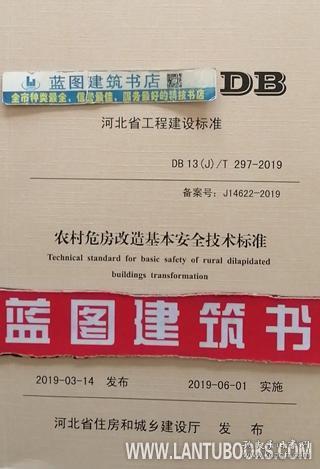 蓝图建筑书店
全市种类最全、信誉最佳、服务最好的科技书店
DB
河北省工程建设标准
DB 13(J)/T 297-2019
备案号：J14622-2019
农村危房改造基本安全技术标准
Technical standard for basic safety of rural dilapidated
buildings transformation
蓝图建筑书
2019-03-14 发布 2019-06-01 实施
河北省住房和城乡建设厅 发布
WWW.LANTUBOOKS.COM